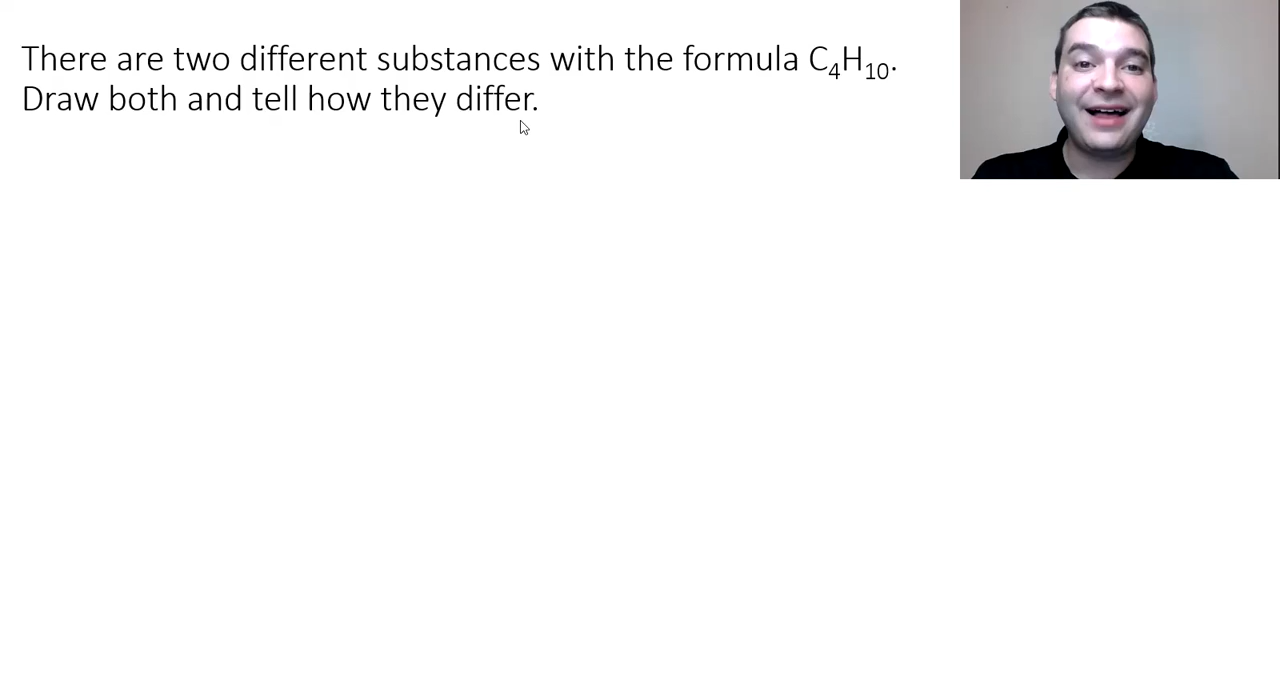 There are two different substances with the formula C₄H₁₀.
Draw both and tell how they differ.